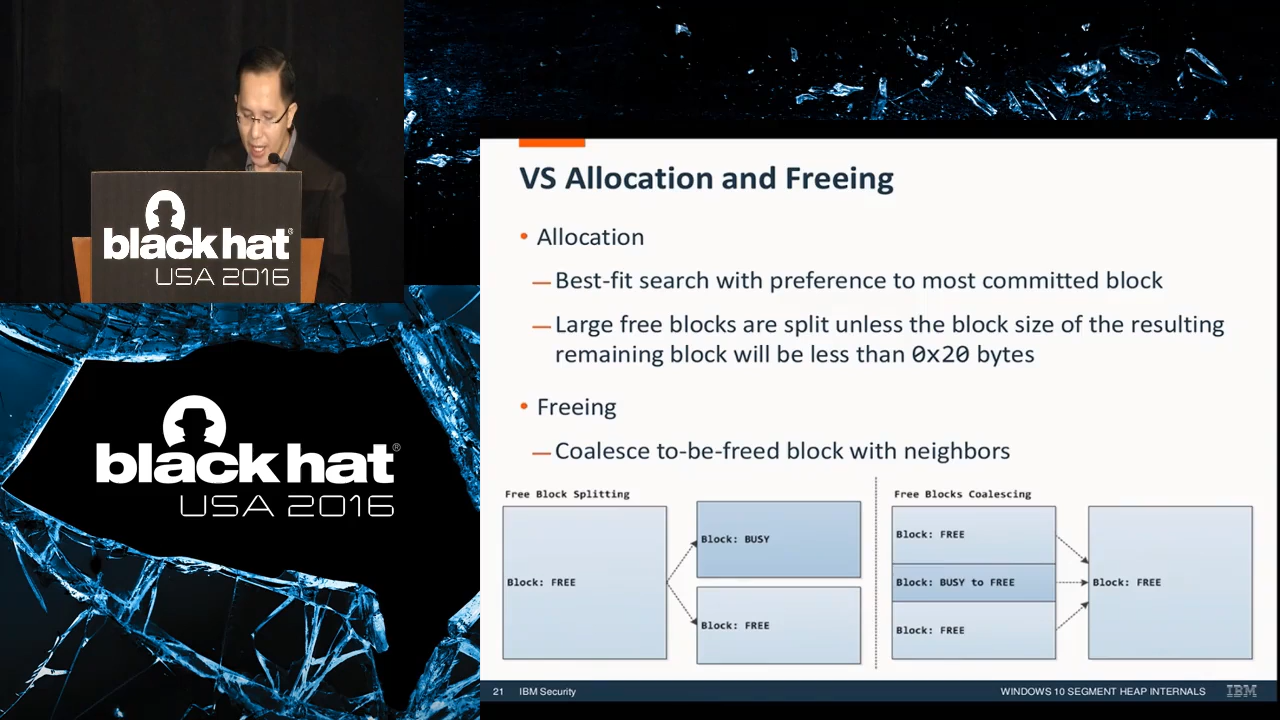 black hat®
USA 2016
black hat®
USA 2016
VS Allocation and Freeing
• Allocation
— Best-fit search with preference to most committed block
— Large free blocks are split unless the block size of the resulting
remaining block will be less than 0x20 bytes
• Freeing
— Coalesce to-be-freed block with neighbors
Free Block Splitting
Block: FREE
Block: BUSY
Block: FREE
Free Blocks Coalescing
Block: FREE
Block: BUSY to FREE
Block: FREE
Block: FREE
21 IBM Security
WINDOWS 10 SEGMENT HEAP INTERNALS IBM